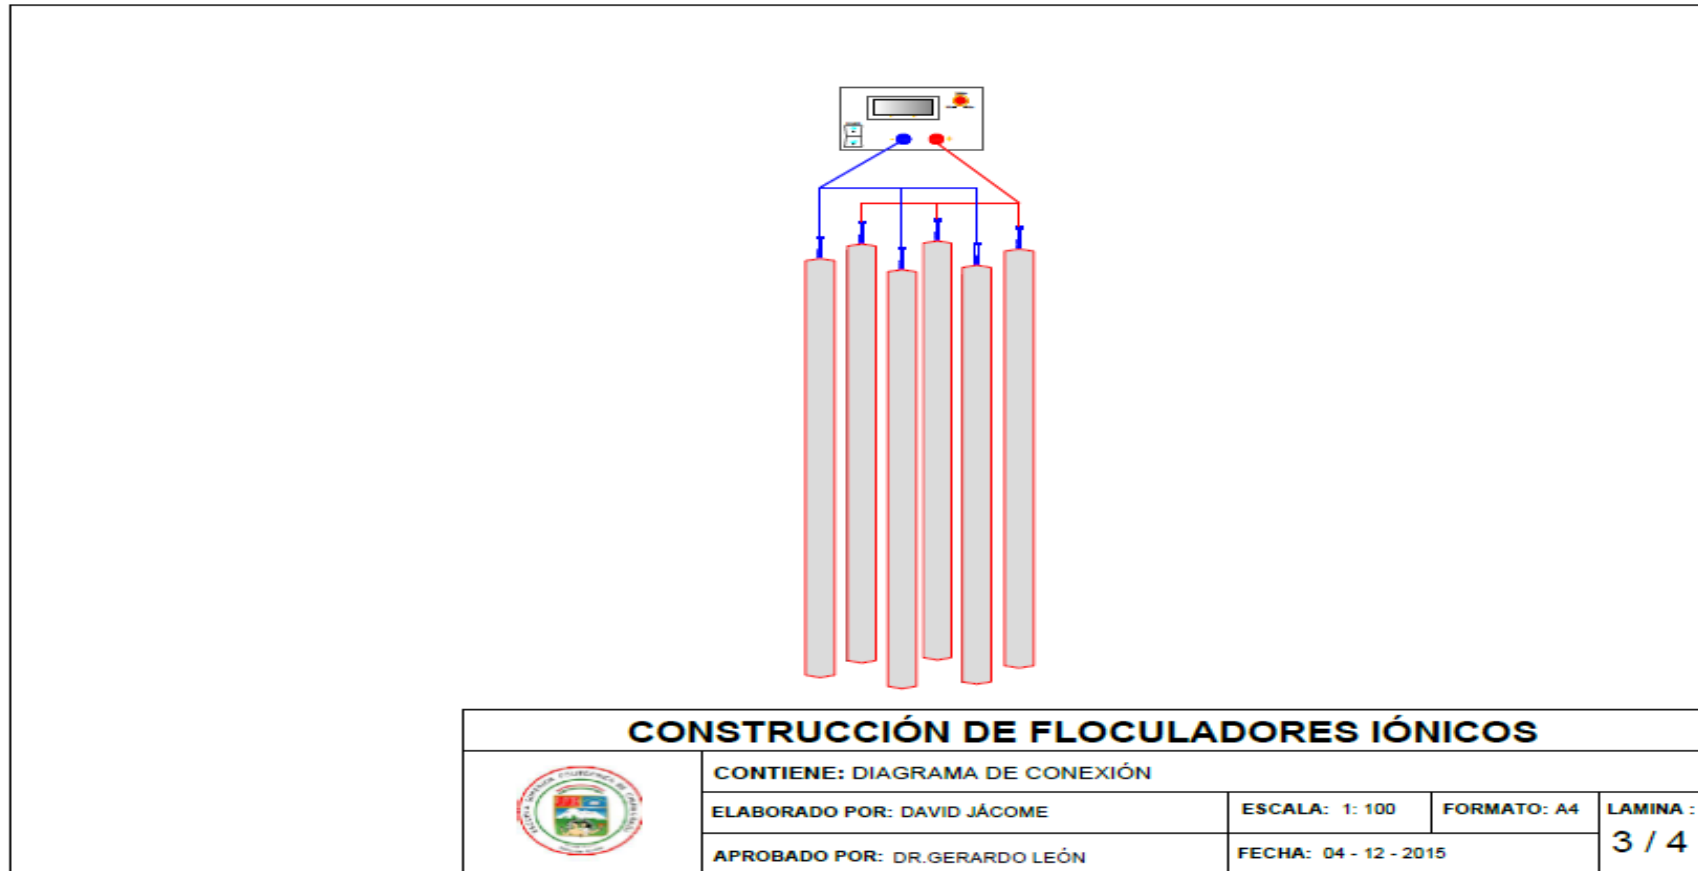 CONSTRUCCIÓN DE FLOCULADORES IÓNICOS
CONTIENE: DIAGRAMA DE CONEXIÓN
ELABORADO POR: DAVID JÁCOME
ESCALA: 1: 100
FORMATO: A4
LAMINA :
3 / 4
APROBADO POR: DR.GERARDO LEÓN
FECHA: 04 - 12 - 2015